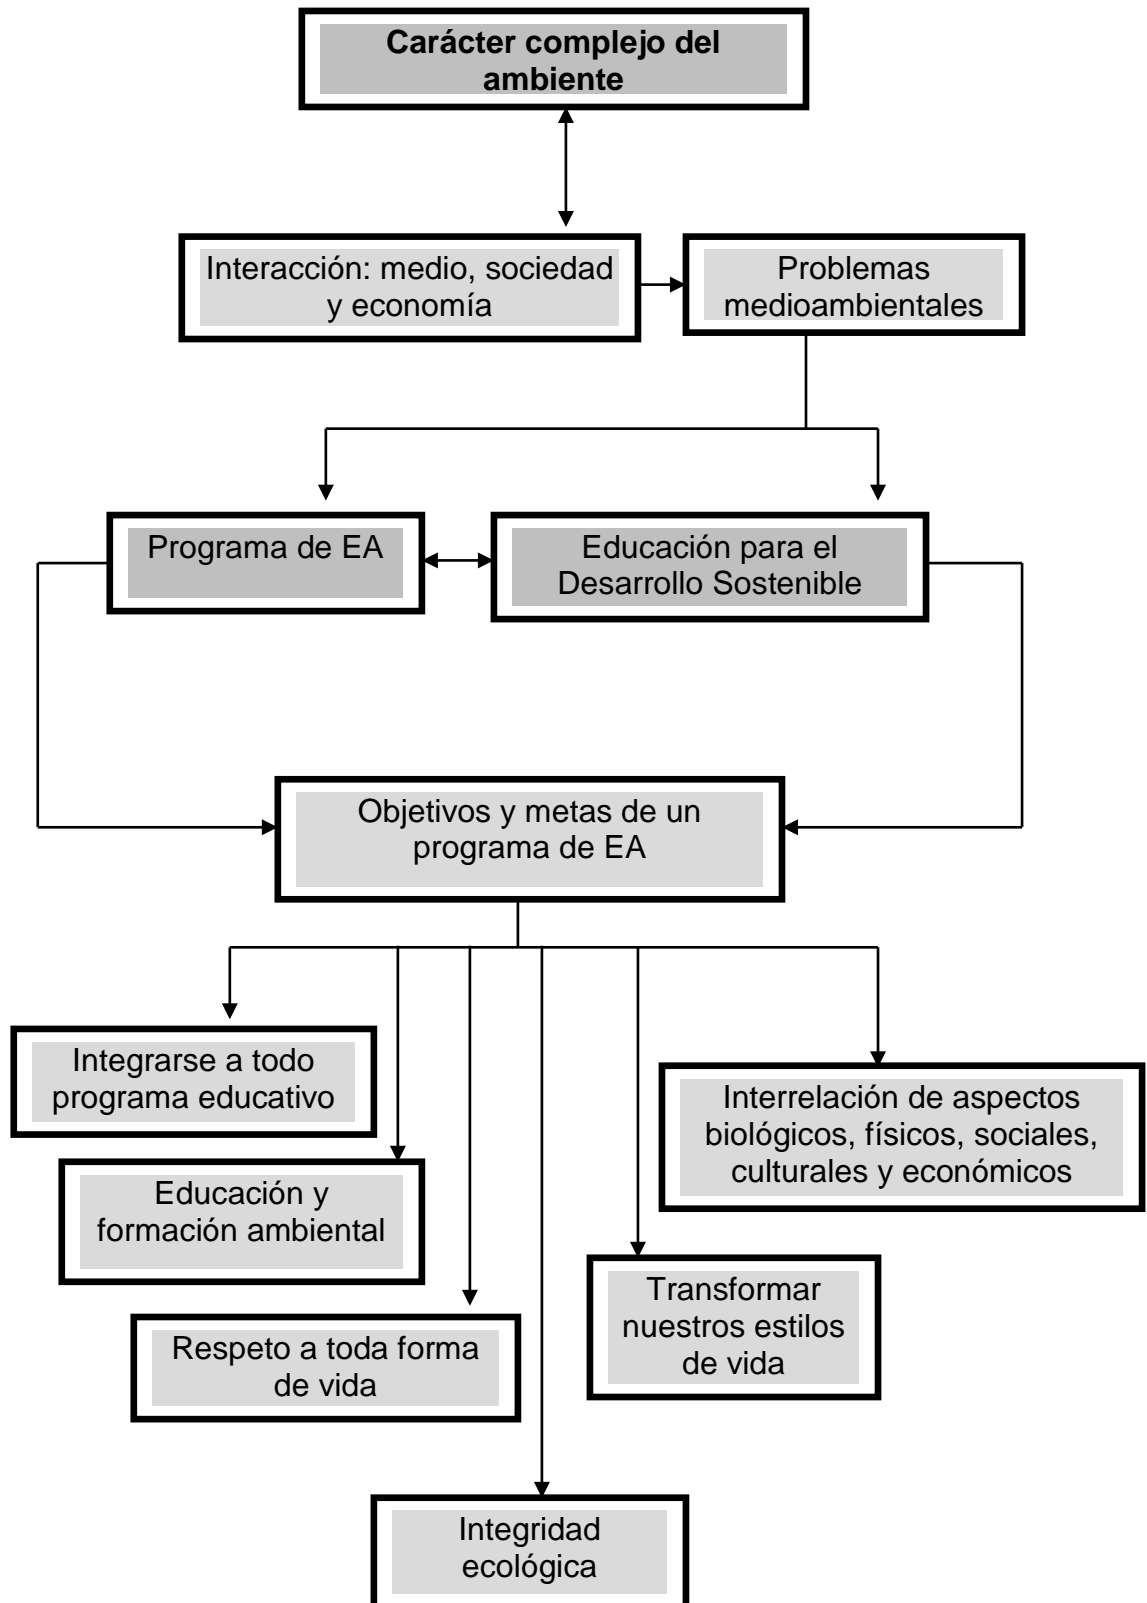 Carácter complejo del
ambiente
Interacción: medio, sociedad
y economía
Problemas
medioambientales
Programa de EA
Educación para el
Desarrollo Sostenible
Objetivos y metas de un
programa de EA
Integrarse a todo
programa educativo
Interrelación de aspectos
biológicos, físicos, sociales,
culturales y económicos
Educación y
formación ambiental
Transformar
nuestros estilos
de vida
Respeto a toda forma
de vida
Integridad
ecológica